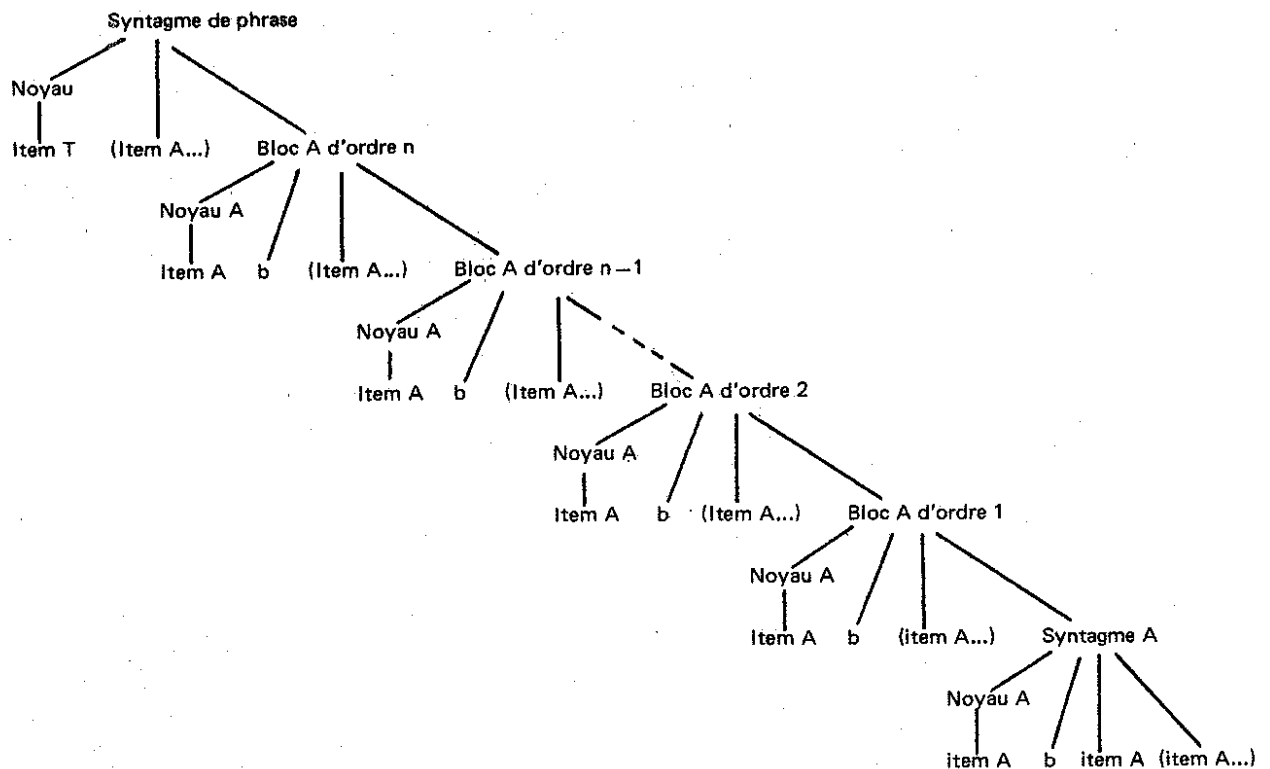 Syntagme de phrase
Noyau
Item T (Item A...) Bloc A d'ordre n
Noyau A
Item A b (Item A...) Bloc A d'ordre n–1
Noyau A
Item A b (Item A...) Bloc A d'ordre 2
Noyau A
Item A b (Item A...) Bloc A d'ordre 1
Noyau A
Item A b (item A...) Syntagme A
Noyau A
item A b item A (item A...)